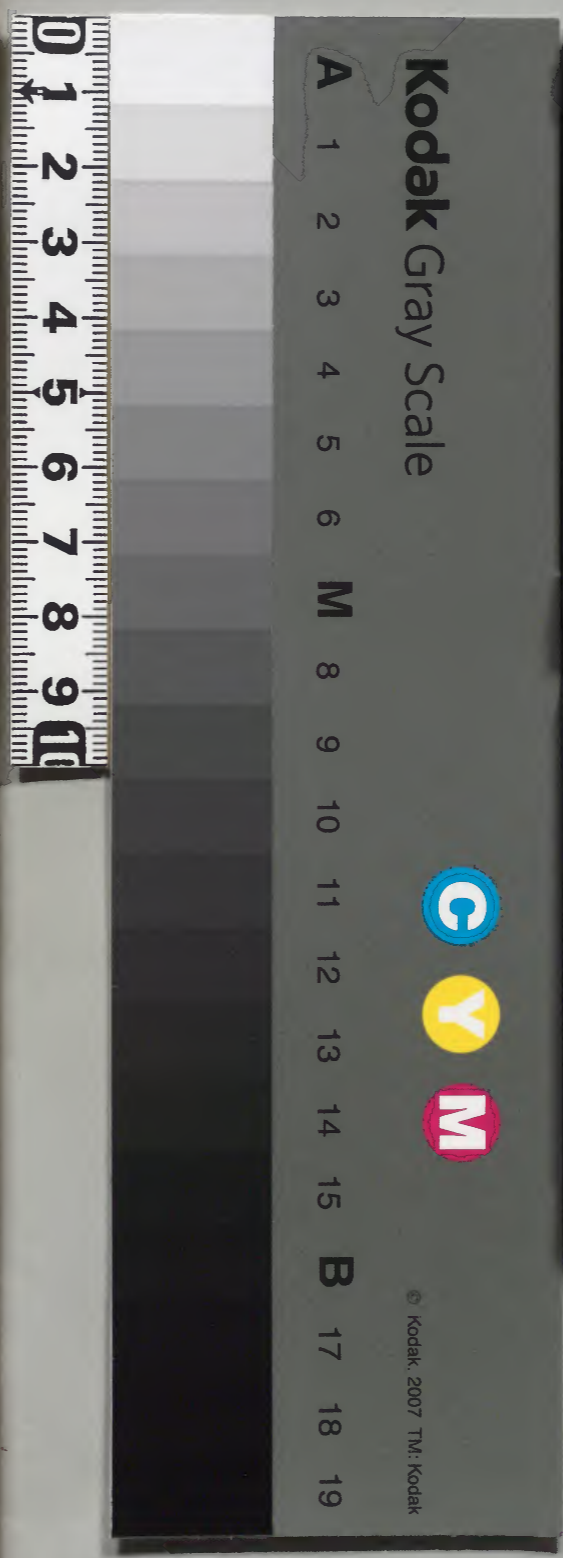 Kodak Gray Scale
C Y M
© Kodak, 2007 TM: Kodak
A 1 2 3 4 5 6 M 8 9 10 11 12 13 14 15 B 17 18 19
0 1 2 3 4 5 6 7 8 9 10